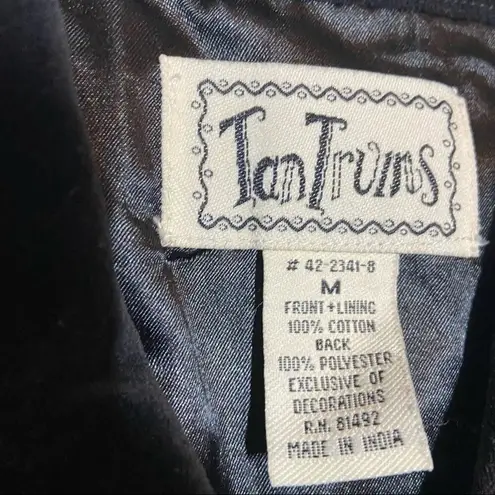 TanTrums
# 42-2341-8
M
FRONT+LINING
100% COTTON
BACK
100% POLYESTER
EXCLUSIVE OF
DECORATIONS
R.N. 81492
MADE IN INDIA